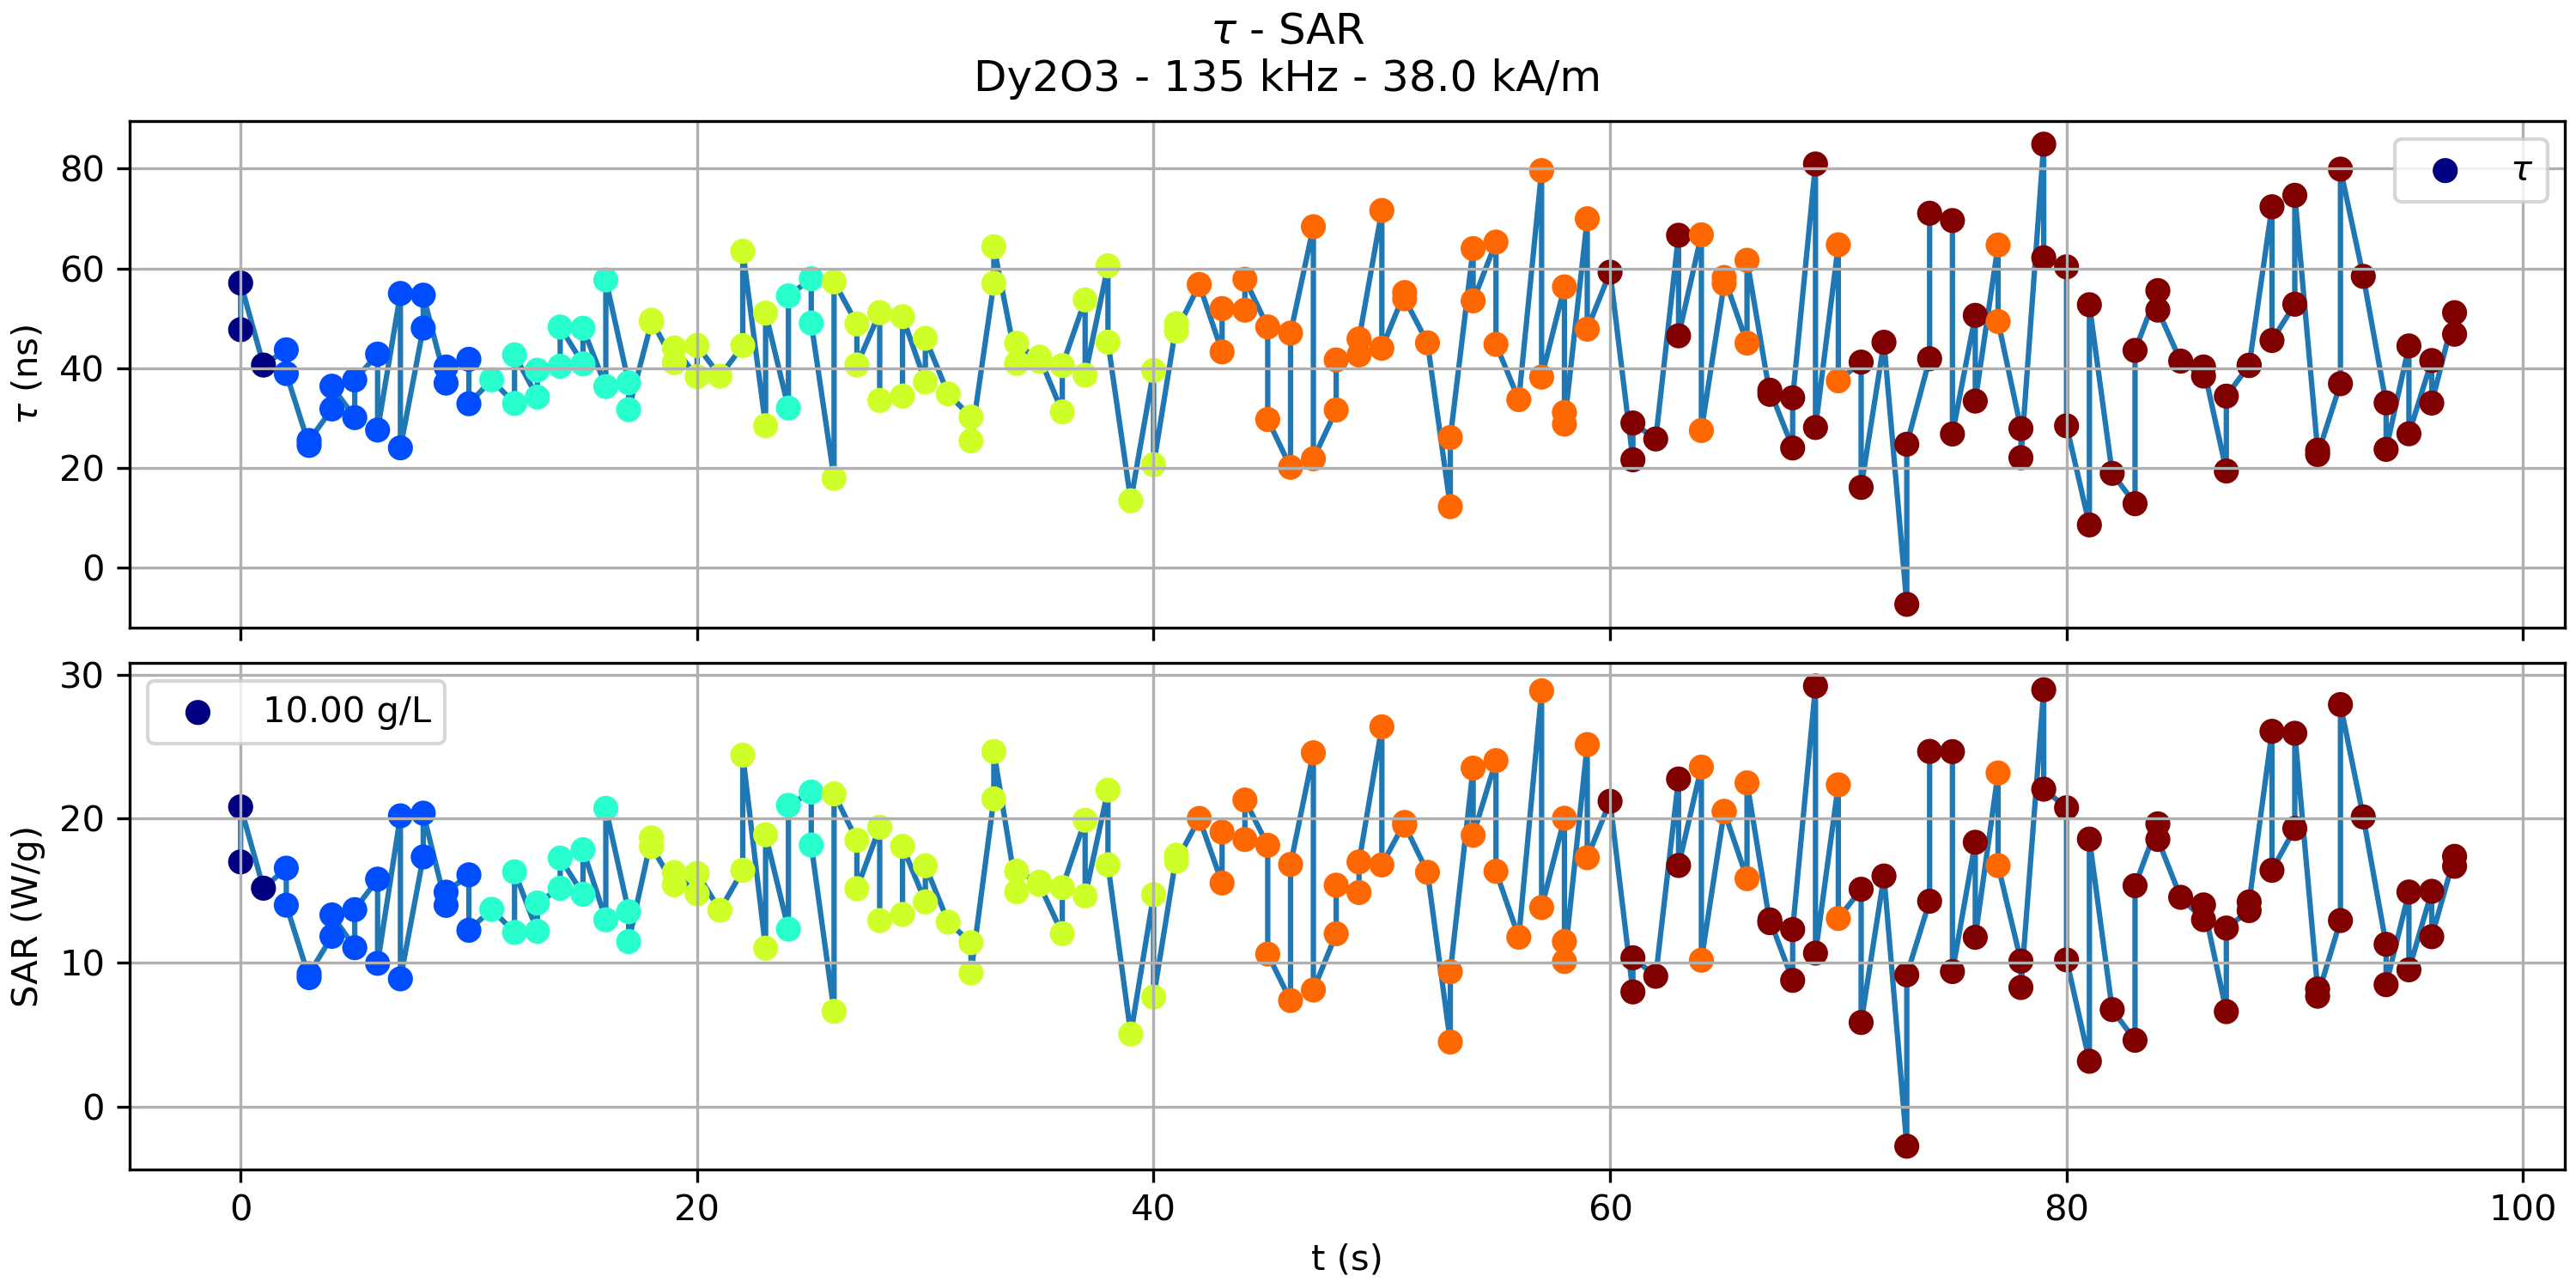 τ - SAR
Dy2O3 - 135 kHz - 38.0 kA/m
τ (ns)
80
60
40
20
0
τ
SAR (W/g)
30
20
10
0
10.00 g/L
0 20 40 60 80 100
t (s)